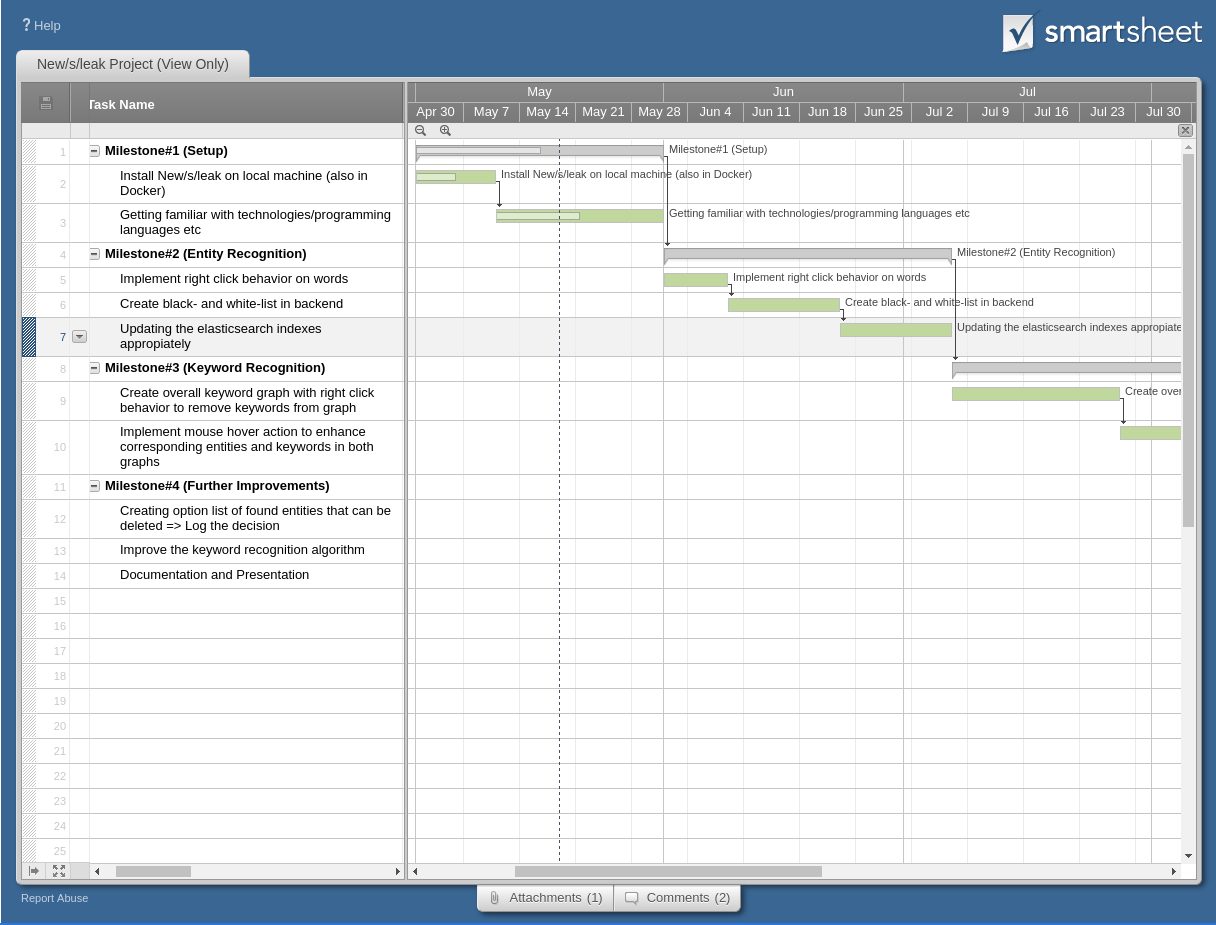 ? Help
smartsheet
New/s/leak Project (View Only)
Task Name
May Jun Jul
Apr 30 May 7 May 14 May 21 May 28 Jun 4 Jun 11 Jun 18 Jun 25 Jul 2 Jul 9 Jul 16 Jul 23 Jul 30
1 Milestone#1 (Setup)
Milestone#1 (Setup)
2 Install New/s/leak on local machine (also in
Docker)
Install New/s/leak on local machine (also in Docker)
3 Getting familiar with technologies/programming
languages etc
Getting familiar with technologies/programming languages etc
4 Milestone#2 (Entity Recognition)
Milestone#2 (Entity Recognition)
5 Implement right click behavior on words
Implement right click behavior on words
6 Create black- and white-list in backend
Create black- and white-list in backend
7 Updating the elasticsearch indexes
appropiately
Updating the elasticsearch indexes appropiate
8 Milestone#3 (Keyword Recognition)
9 Create overall keyword graph with right click
behavior to remove keywords from graph
Create over
10 Implement mouse hover action to enhance
corresponding entities and keywords in both
graphs
11 Milestone#4 (Further Improvements)
12 Creating option list of found entities that can be
deleted => Log the decision
13 Improve the keyword recognition algorithm
14 Documentation and Presentation
15
16
17
18
19
20
21
22
23
24
25
Report Abuse
Attachments (1)
Comments (2)